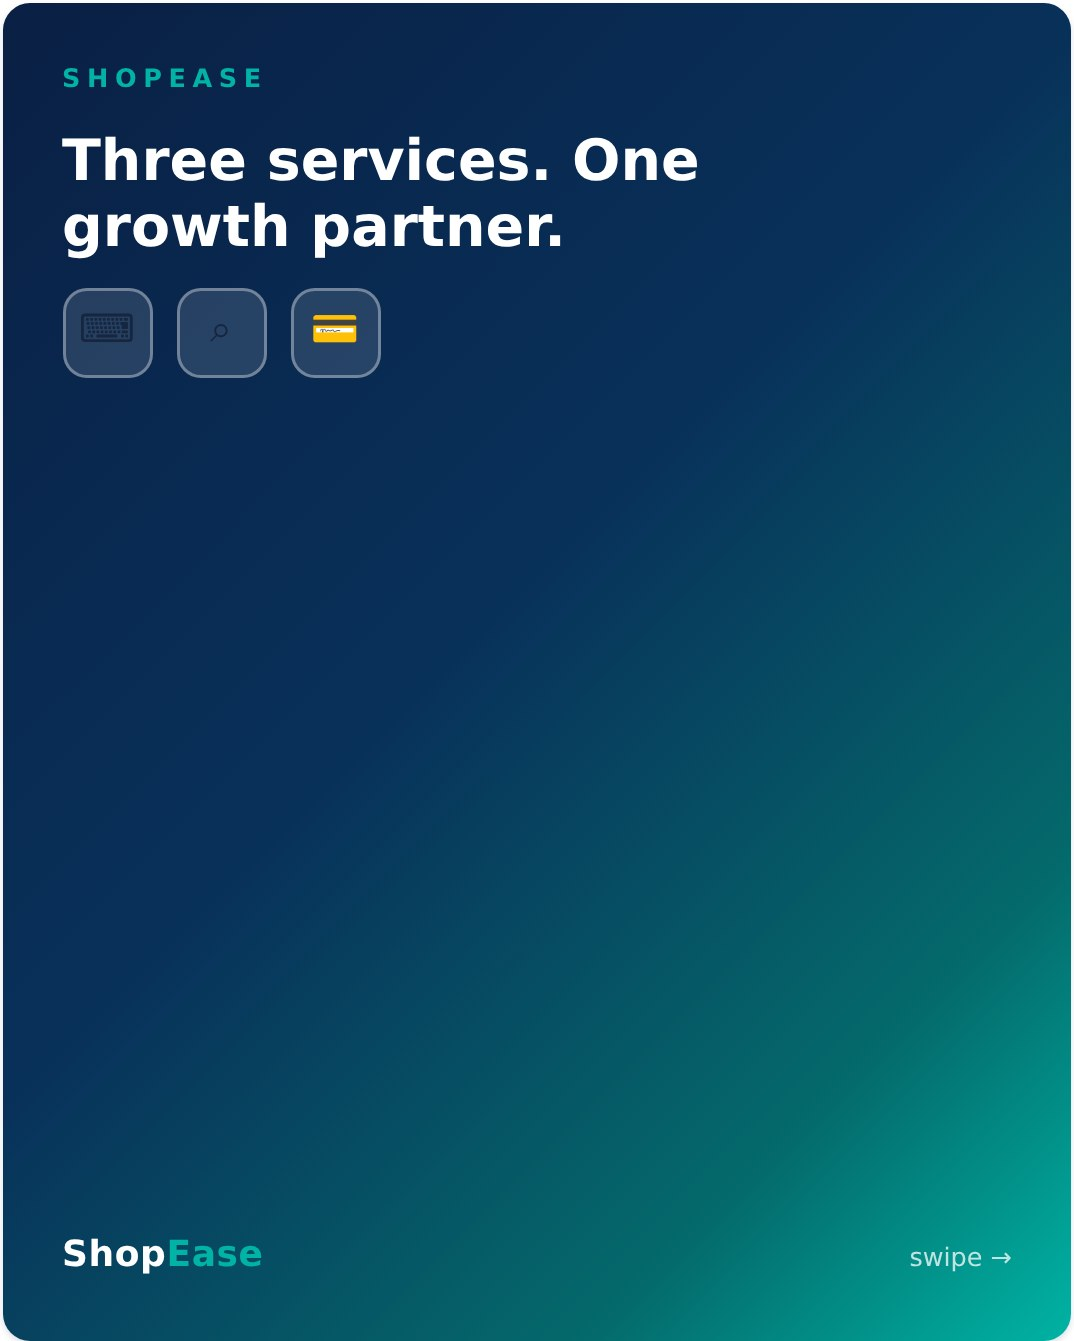 SHOPEASE
Three services. One
growth partner.
ShopEase
swipe →